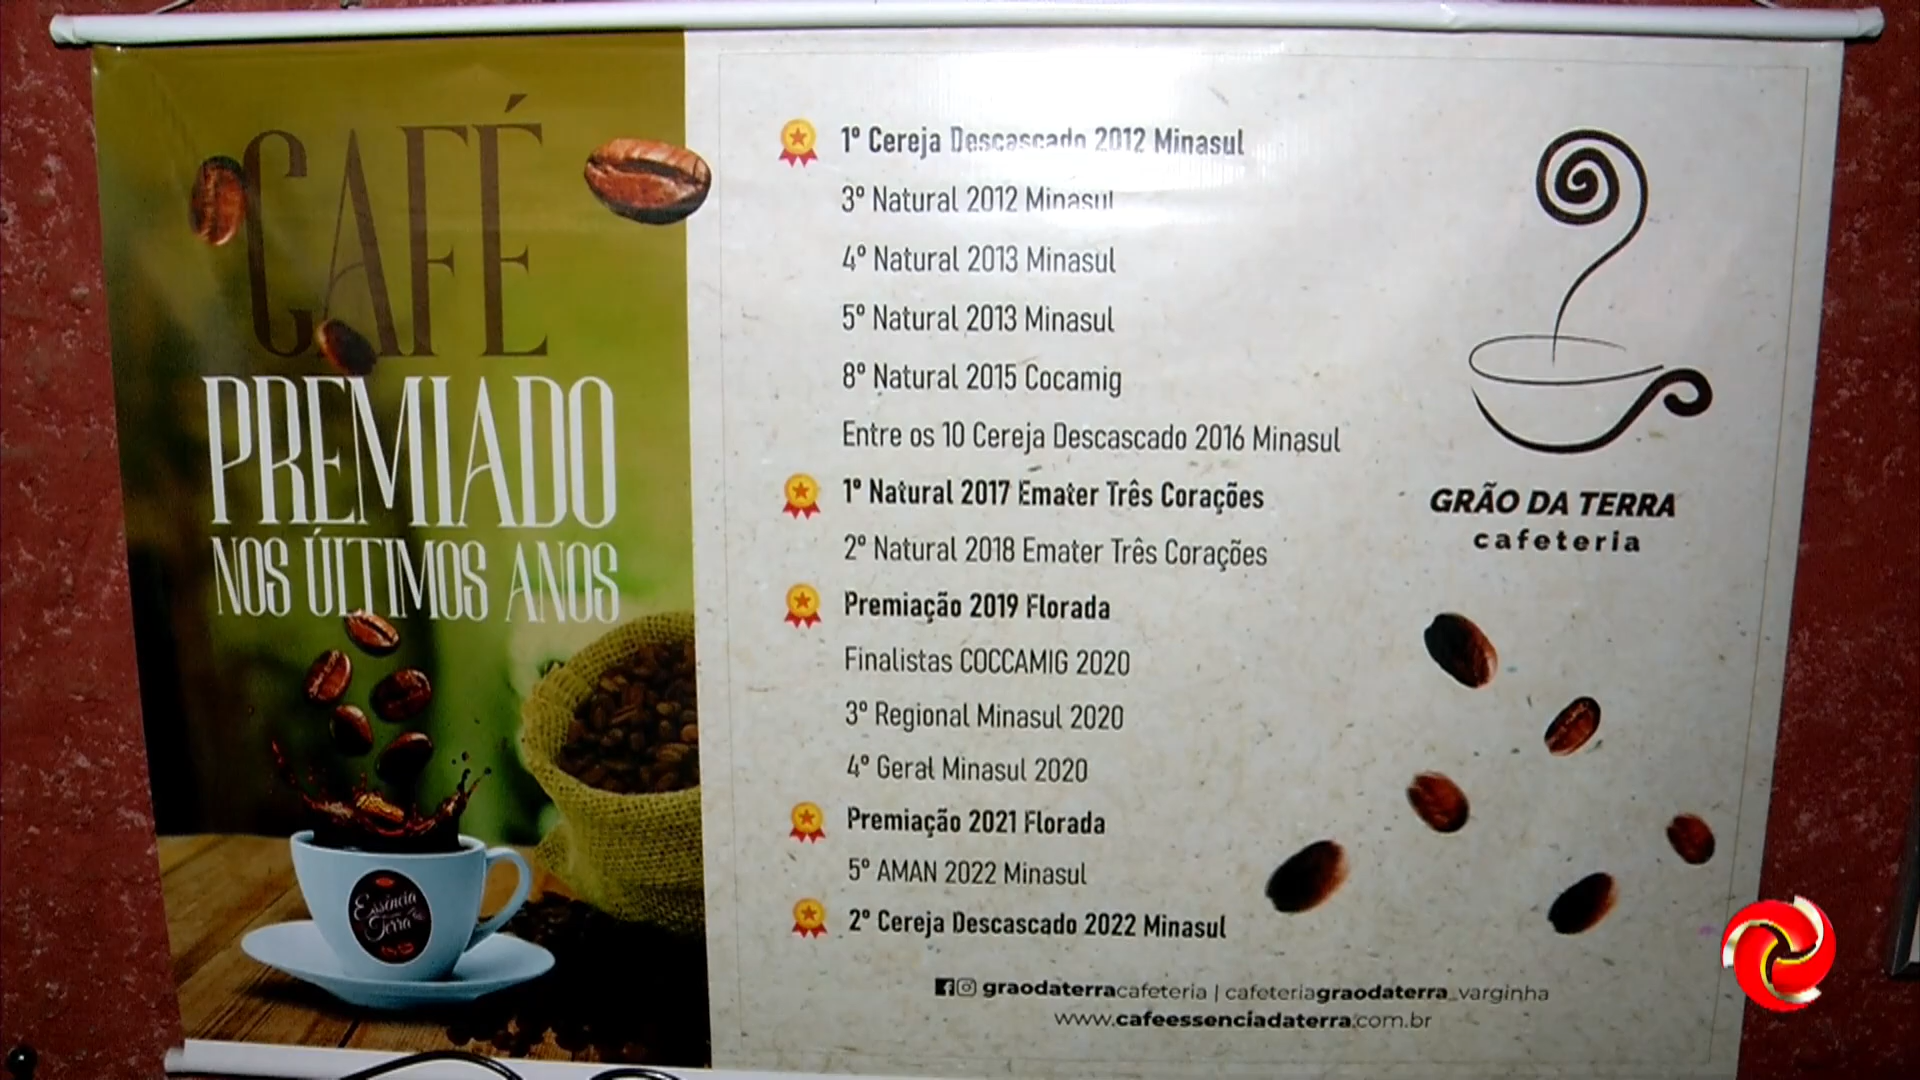 CAFÉ
PREMIADO
NOS ÚLTIMOS ANOS
Essência
da Terra
1º Cereja Descascado 2012 Minasul
3º Natural 2012 Minasul
4º Natural 2013 Minasul
5º Natural 2013 Minasul
8º Natural 2015 Cocamig
Entre os 10 Cereja Descascado 2016 Minasul
1º Natural 2017 Emater Três Corações
2º Natural 2018 Emater Três Corações
Premiação 2019 Florada
Finalistas COCCAMIG 2020
3º Regional Minasul 2020
4º Geral Minasul 2020
Premiação 2021 Florada
5º AMAN 2022 Minasul
2º Cereja Descascado 2022 Minasul
GRÃO DA TERRA
cafeteria
graodaterracafeteria | cafeteriagraodaterra_varginha
www.cafeessenciadaterra.com.br